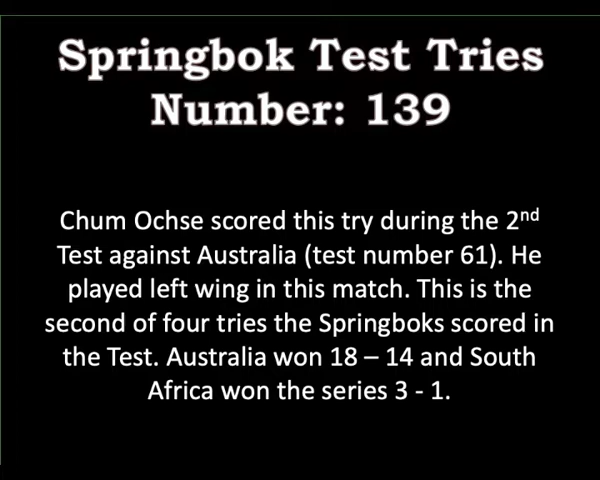 Springbok Test Tries
Number: 139
Chum Ochse scored this try during the 2nd
Test against Australia (test number 61). He
played left wing in this match. This is the
second of four tries the Springboks scored in
the Test. Australia won 18 – 14 and South
Africa won the series 3 - 1.